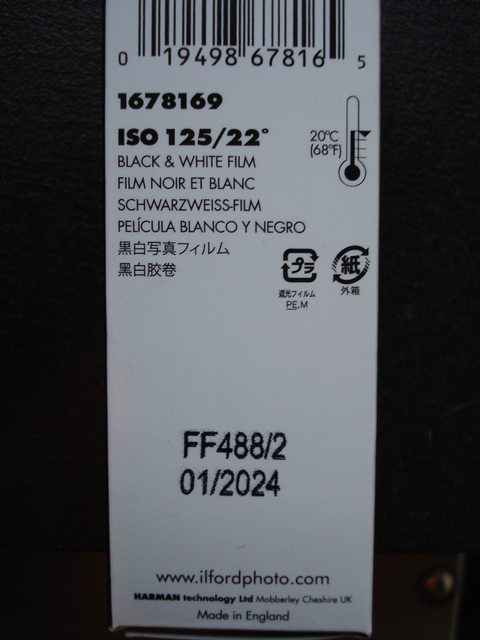 0 19498 67816 5
1678169
ISO 125/22°
20°C
(68°F)
BLACK & WHITE FILM
FILM NOIR ET BLANC
SCHWARZWEISS-FILM
PELÍCULA BLANCO Y NEGRO
黒白写真フィルム
黑白胶卷
プラ
遮光フィルム
PE.M
紙
外箱
FF488/2
01/2024
www.ilfordphoto.com
HARMAN technology Ltd Mobberley Cheshire UK
Made in England